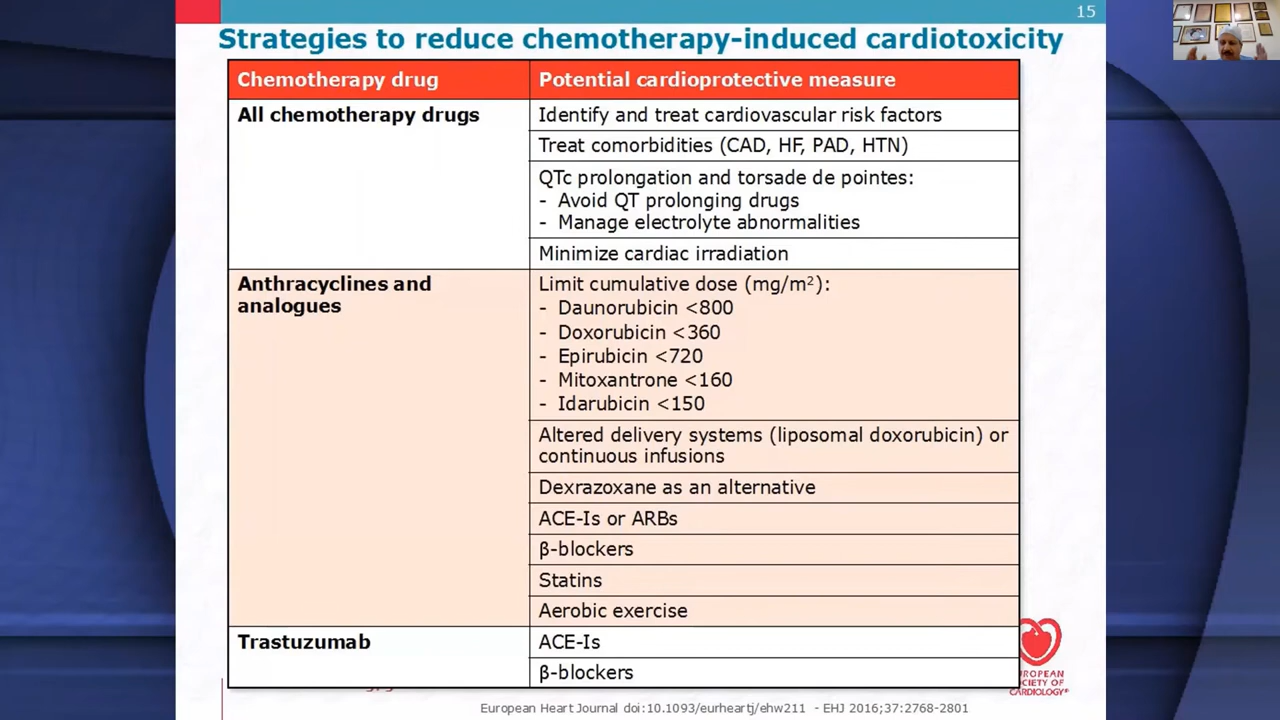 15
Strategies to reduce chemotherapy-induced cardiotoxicity
Chemotherapy drug
Potential cardioprotective measure
All chemotherapy drugs
Identify and treat cardiovascular risk factors
Treat comorbidities (CAD, HF, PAD, HTN)
QTc prolongation and torsade de pointes:
- Avoid QT prolonging drugs
- Manage electrolyte abnormalities
Minimize cardiac irradiation
Anthracyclines and
analogues
Limit cumulative dose (mg/m²):
- Daunorubicin <800
- Doxorubicin <360
- Epirubicin <720
- Mitoxantrone <160
- Idarubicin <150
Altered delivery systems (liposomal doxorubicin) or
continuous infusions
Dexrazoxane as an alternative
ACE-Is or ARBs
β-blockers
Statins
Aerobic exercise
Trastuzumab
ACE-Is
β-blockers
SOCIETY OF
CARDIOLOGY®
European Heart Journal doi:10.1093/eurheartj/ehw211 - EHJ 2016;37:2768-2801